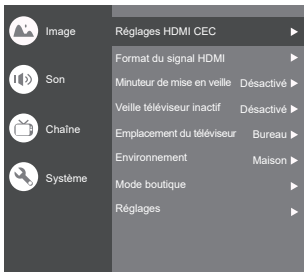 Image
Son
Chaîne
Système
Réglages HDMI CEC
Format du signal HDMI
Minuteur de mise en veille Désactivé
Veille téléviseur inactif Désactivé
Emplacement du téléviseur Bureau
Environnement Maison
Mode boutique
Réglages